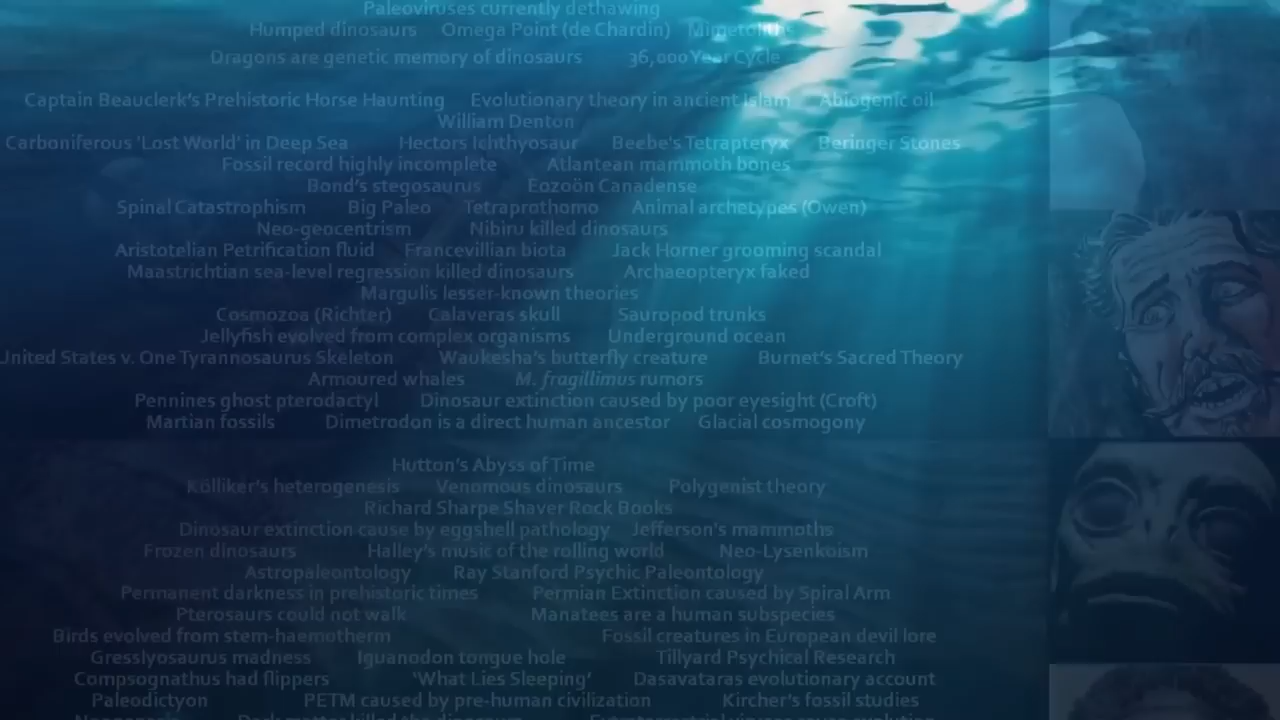 Paleoviruses currently dethawing
Humped dinosaurs Omega Point (de Chardin) Mimetoliths
Dragons are genetic memory of dinosaurs 36,000 Year Cycle
Captain Beauclerk's Prehistoric Horse Haunting Evolutionary theory in ancient Islam Abiogenic oil
William Denton
Carboniferous 'Lost World' in Deep Sea Hectors Ichthyosaur Beebe's Tetrapteryx Beringer Stones
Fossil record highly incomplete Atlantean mammoth bones
Bond's stegosaurus Eozoön Canadense
Spinal Catastrophism Big Paleo Tetraprothomo Animal archetypes (Owen)
Neo-geocentrism Nibiru killed dinosaurs
Aristotelian Petrification fluid Francevillian biota Jack Horner grooming scandal
Maastrichtian sea-level regression killed dinosaurs Archaeopteryx faked
Margulis lesser-known theories
Cosmozoa (Richter) Calaveras skull Sauropod trunks
Jellyfish evolved from complex organisms Underground ocean
United States v. One Tyrannosaurus Skeleton Waukesha's butterfly creature Burnet's Sacred Theory
Armoured whales M. fragillimus rumors
Pennines ghost pterodactyl Dinosaur extinction caused by poor eyesight (Croft)
Martian fossils Dimetrodon is a direct human ancestor Glacial cosmogony
Hutton's Abyss of Time
Kölliker's heterogenesis Venomous dinosaurs Polygenist theory
Richard Sharpe Shaver Rock Books
Dinosaur extinction cause by eggshell pathology Jefferson's mammoths
Frozen dinosaurs Halley's music of the rolling world Neo-Lysenkoism
Astropaleontology Ray Stanford Psychic Paleontology
Permanent darkness in prehistoric times Permian Extinction caused by Spiral Arm
Pterosaurs could not walk Manatees are a human subspecies
Birds evolved from stem-haemotherm Fossil creatures in European devil lore
Gresslyosaurus madness Iguanodon tongue hole Tillyard Psychical Research
Compsognathus had flippers 'What Lies Sleeping' Dasavataras evolutionary account
Paleodictyon PETM caused by pre-human civilization Kircher's fossil studies